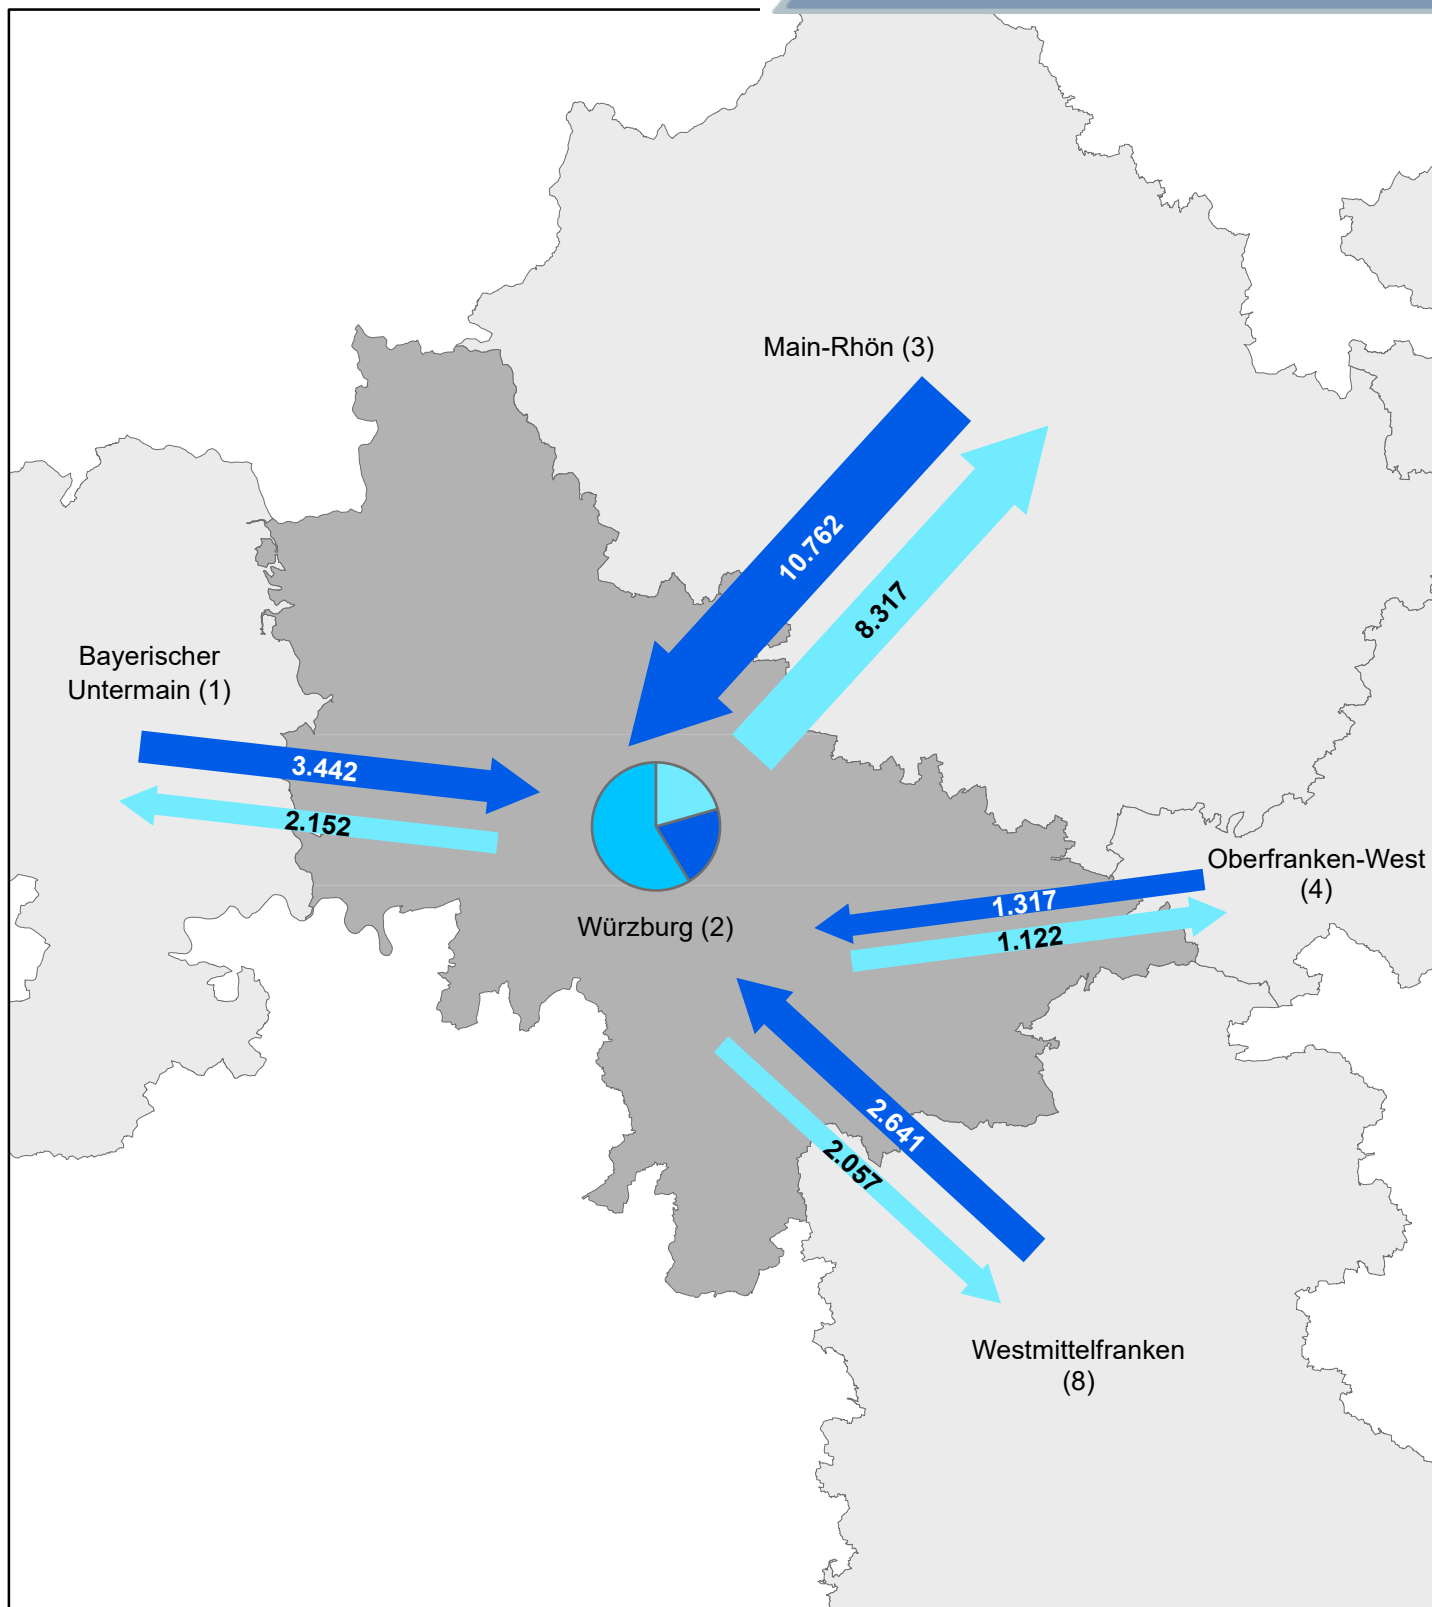 Main-Rhön (3)
10.762
8.317
Bayerischer
Untermain (1)
3.442
2.152
Oberfranken-West
(4)
1.317
1.122
Würzburg (2)
2.641
2.057
Westmittelfranken
(8)